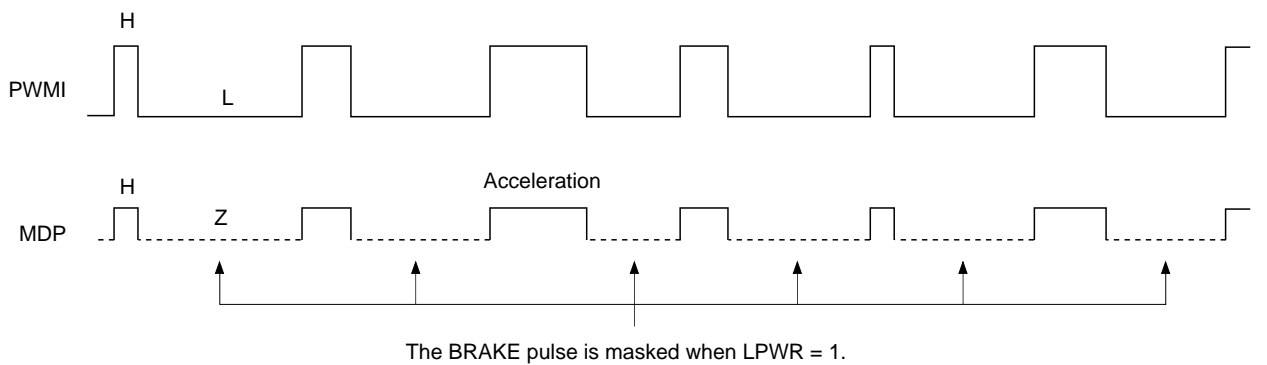 H
PWMI
L
H
Acceleration
Z
MDP
The BRAKE pulse is masked when LPWR = 1.